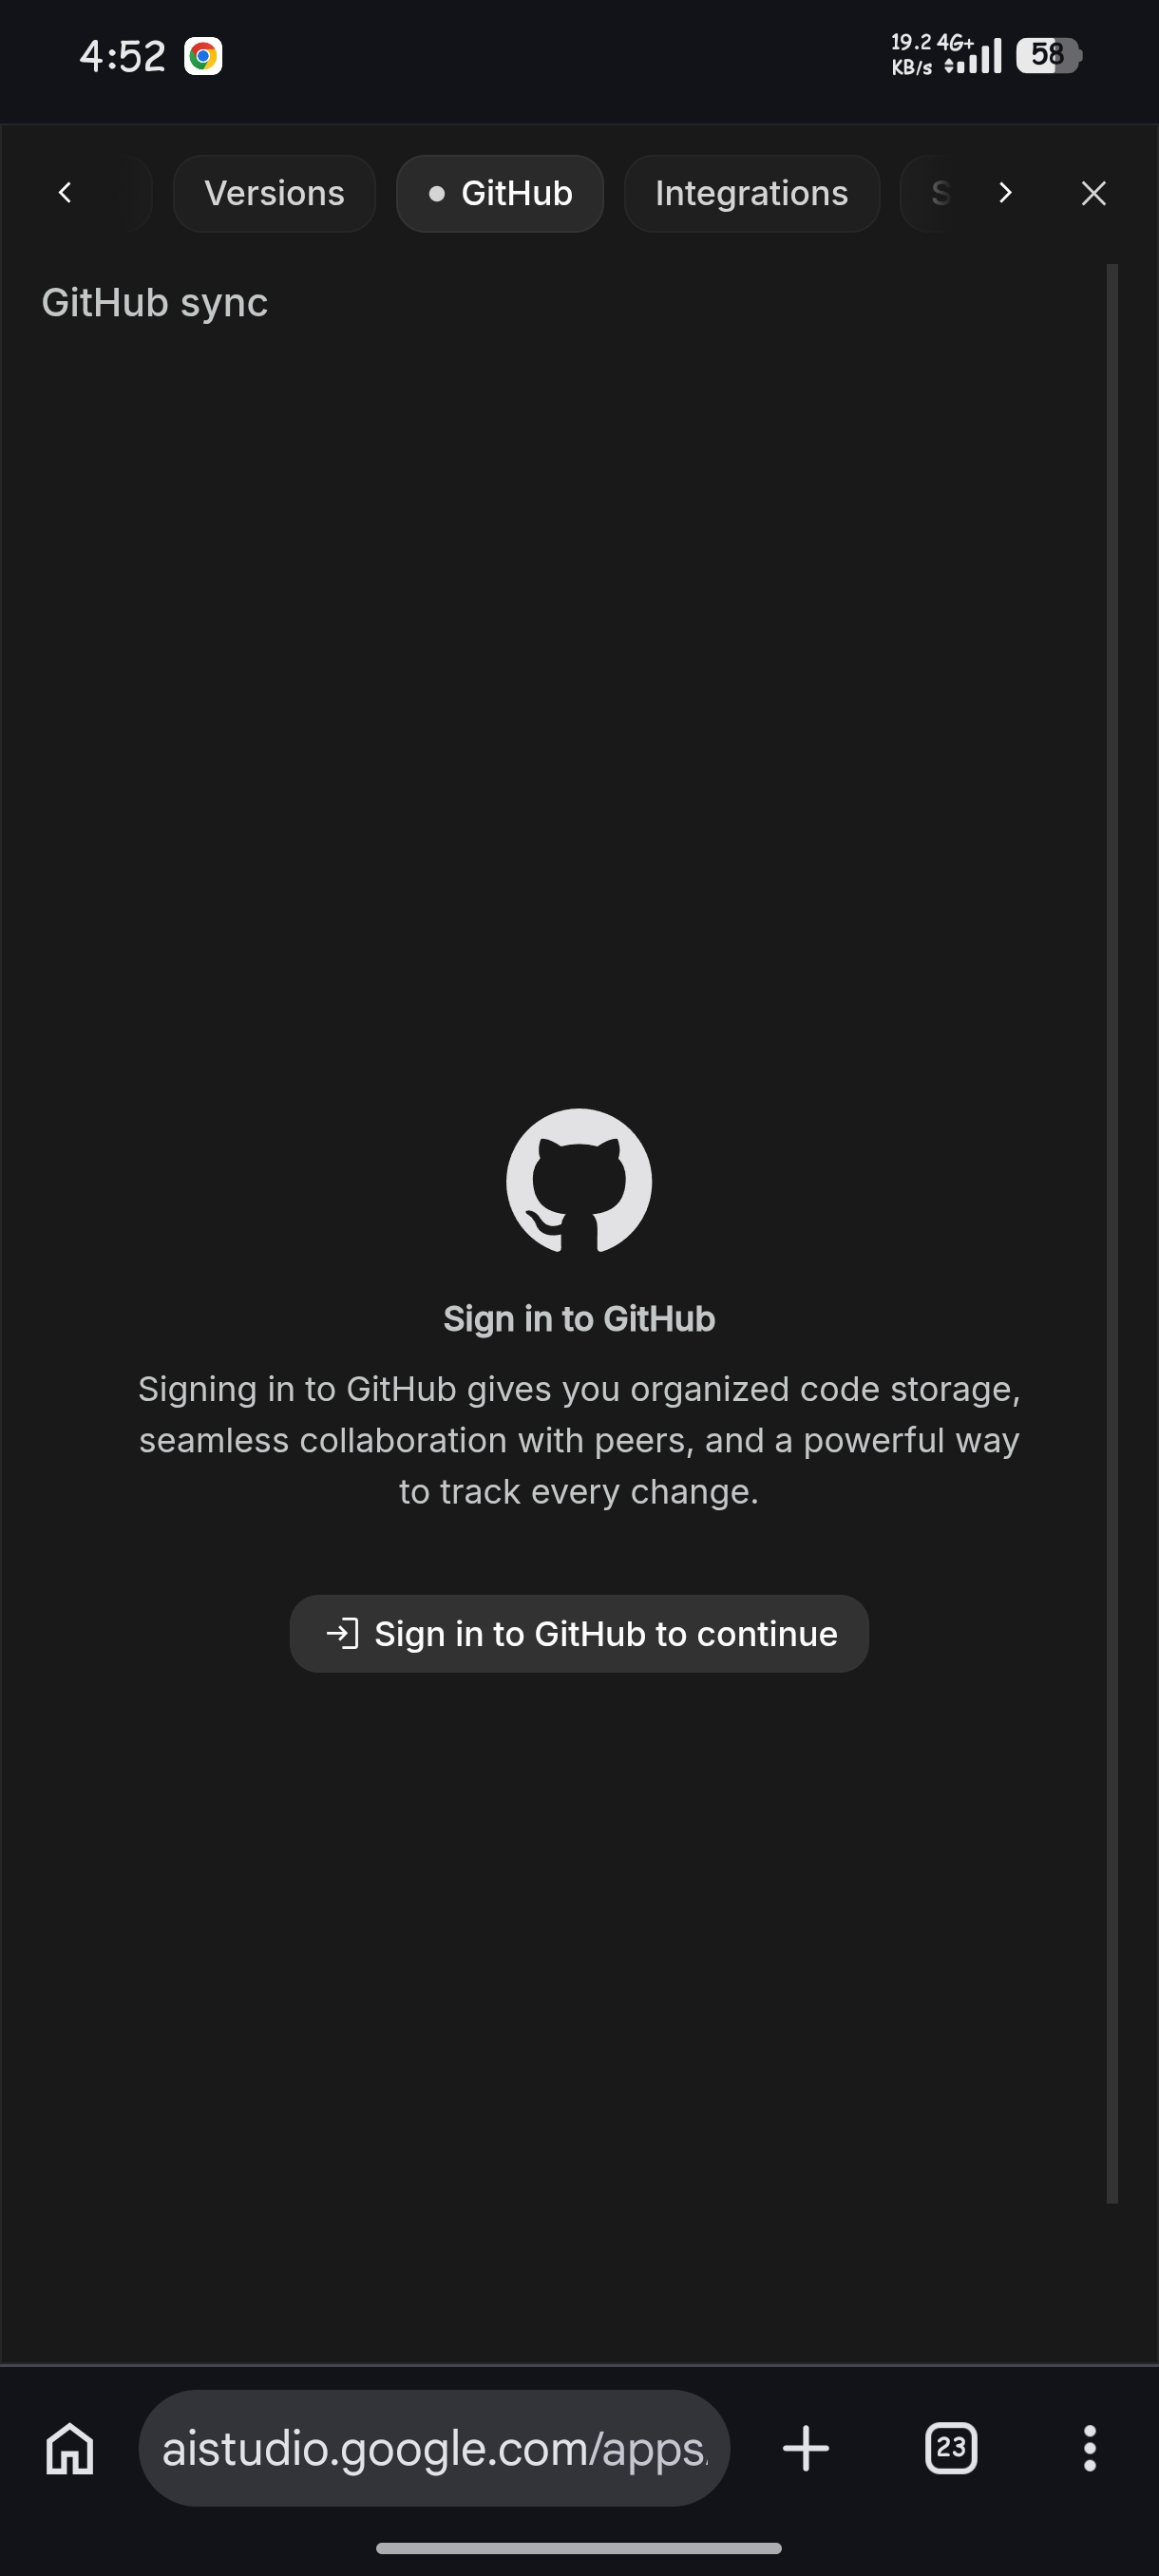 4:52
19.2 4G+
KB/s
58
Versions
GitHub
Integrations
S
GitHub sync
Sign in to GitHub
Signing in to GitHub gives you organized code storage,
seamless collaboration with peers, and a powerful way
to track every change.
Sign in to GitHub to continue
aistudio.google.com/apps
23